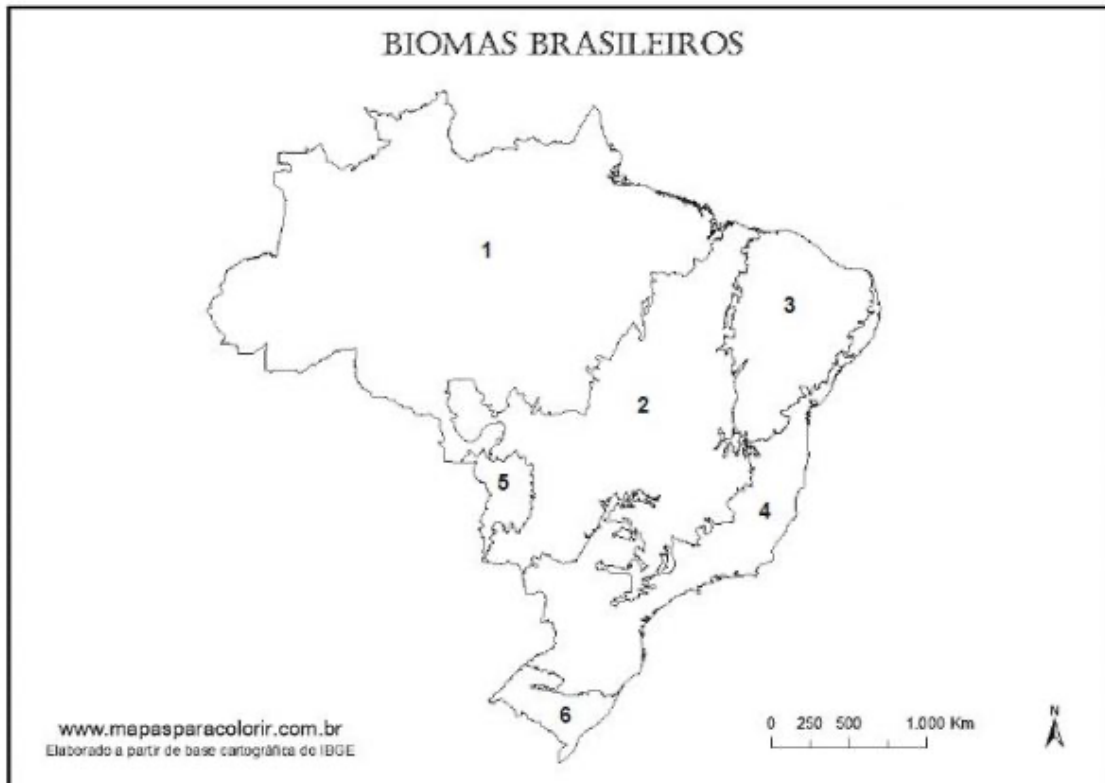 BIOMAS BRASILEIROS
1
3
2
5
4
6
www.mapasparacolorir.com.br
Elaborado a partir de base cartográfica do IBGE
0 250 500 1.000 Km
N